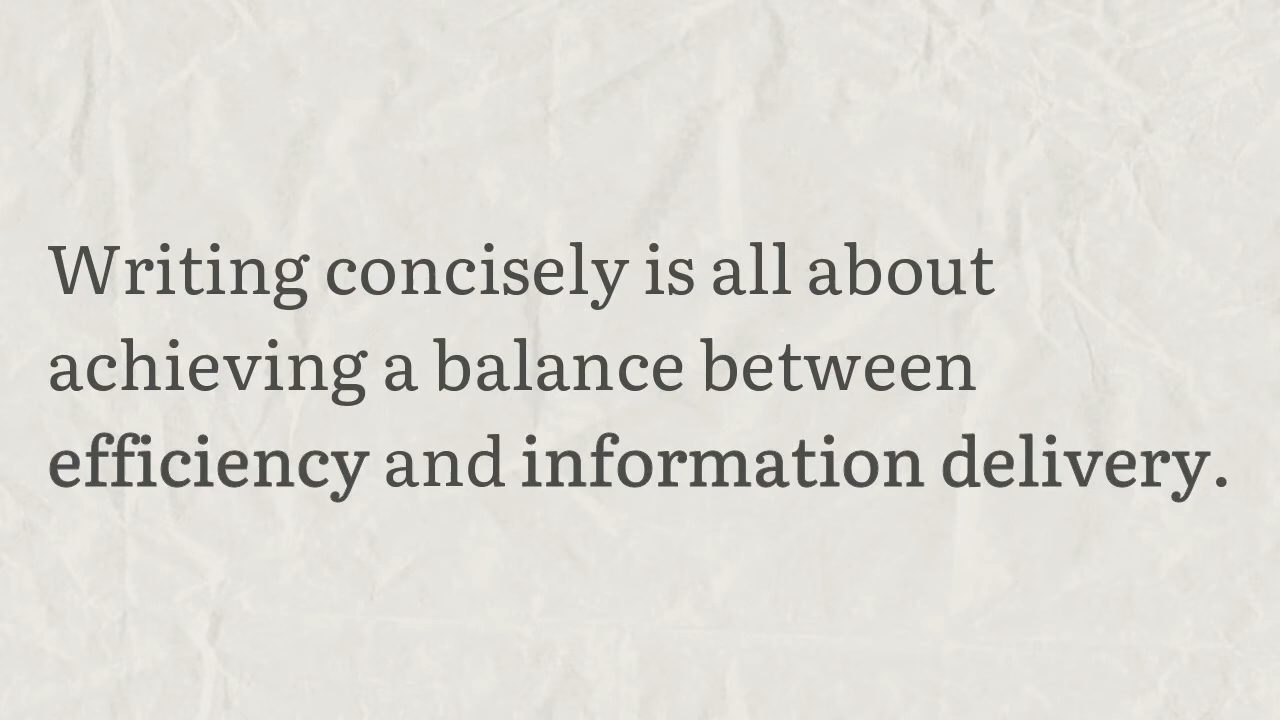 Writing concisely is all about
achieving a balance between
efficiency and information delivery.